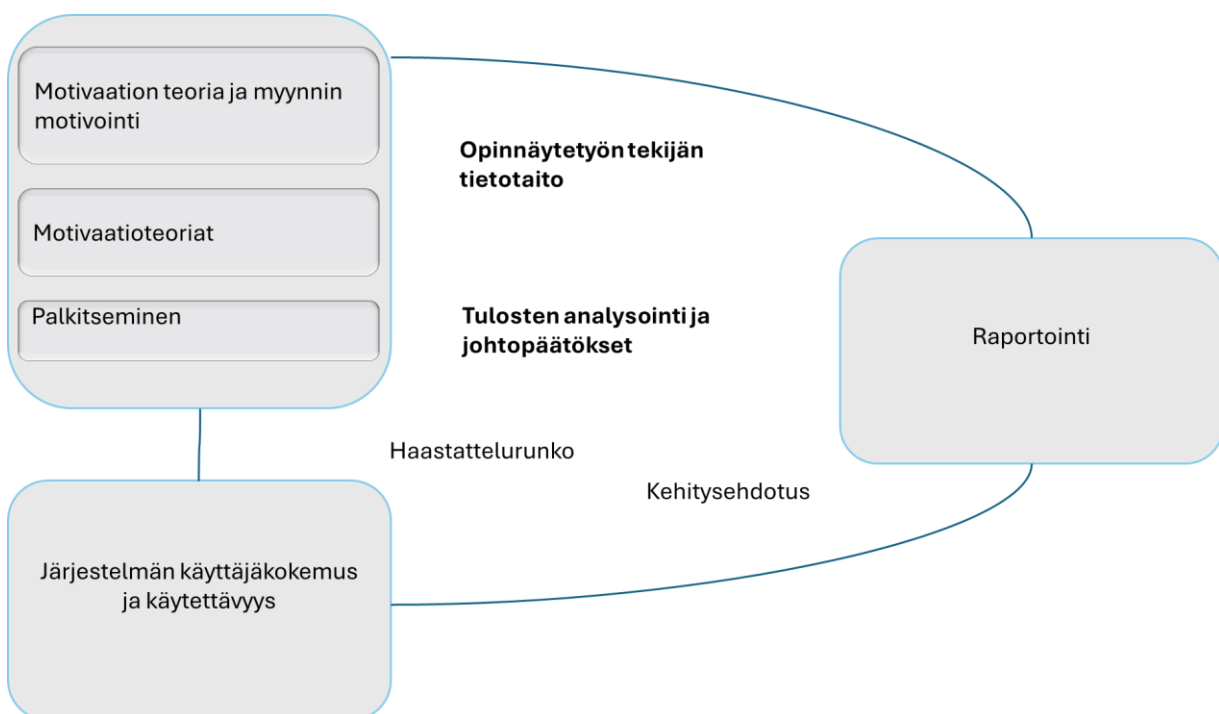 Motivaation teoria ja myynnin
motivointi
Motivaatioteoriat
Palkitseminen
Opinnäytetyön tekijän
tietotaito
Tulosten analysointi ja
johtopäätökset
Raportointi
Haastattelurunko
Kehitysehdotus
Järjestelmän käyttäjäkokemus
ja käytettävyys